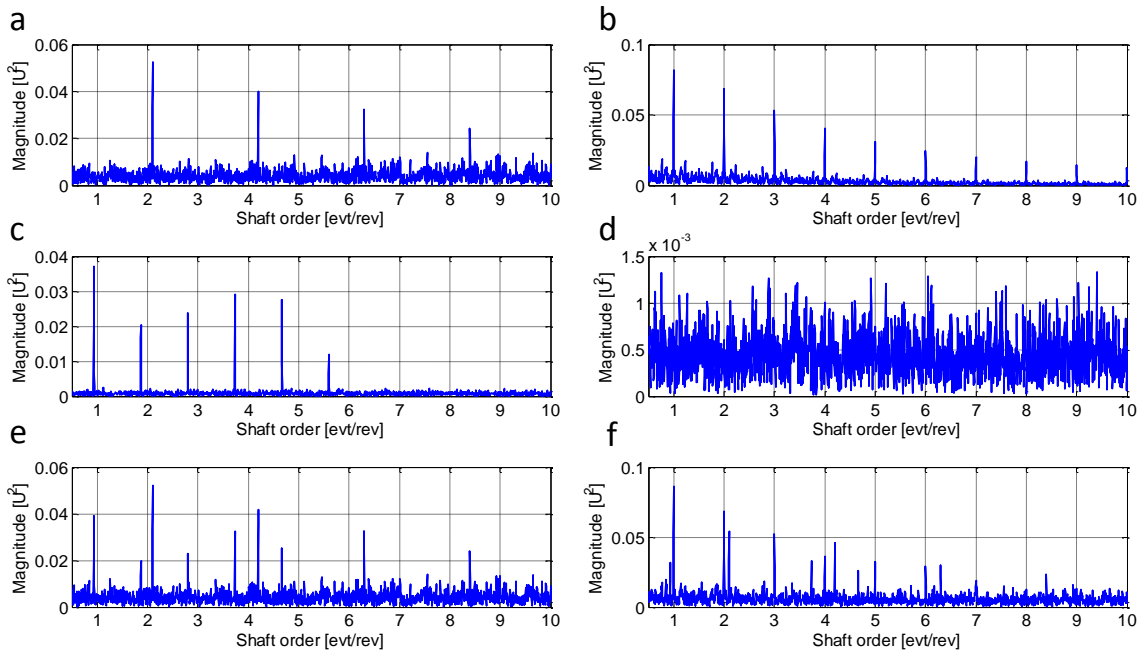 a
0.06
0.04
0.02
0
Magnitude [U²]
1 2 3 4 5 6 7 8 9 10
Shaft order [evt/rev]
b
0.1
0.05
0
Magnitude [U²]
1 2 3 4 5 6 7 8 9 10
Shaft order [evt/rev]
c
0.04
0.03
0.02
0.01
0
Magnitude [U²]
1 2 3 4 5 6 7 8 9 10
Shaft order [evt/rev]
d
x 10⁻³
1.5
1
0.5
0
Magnitude [U²]
1 2 3 4 5 6 7 8 9 10
Shaft order [evt/rev]
e
0.06
0.04
0.02
0
Magnitude [U²]
1 2 3 4 5 6 7 8 9 10
Shaft order [evt/rev]
f
0.1
0.05
0
Magnitude [U²]
1 2 3 4 5 6 7 8 9 10
Shaft order [evt/rev]